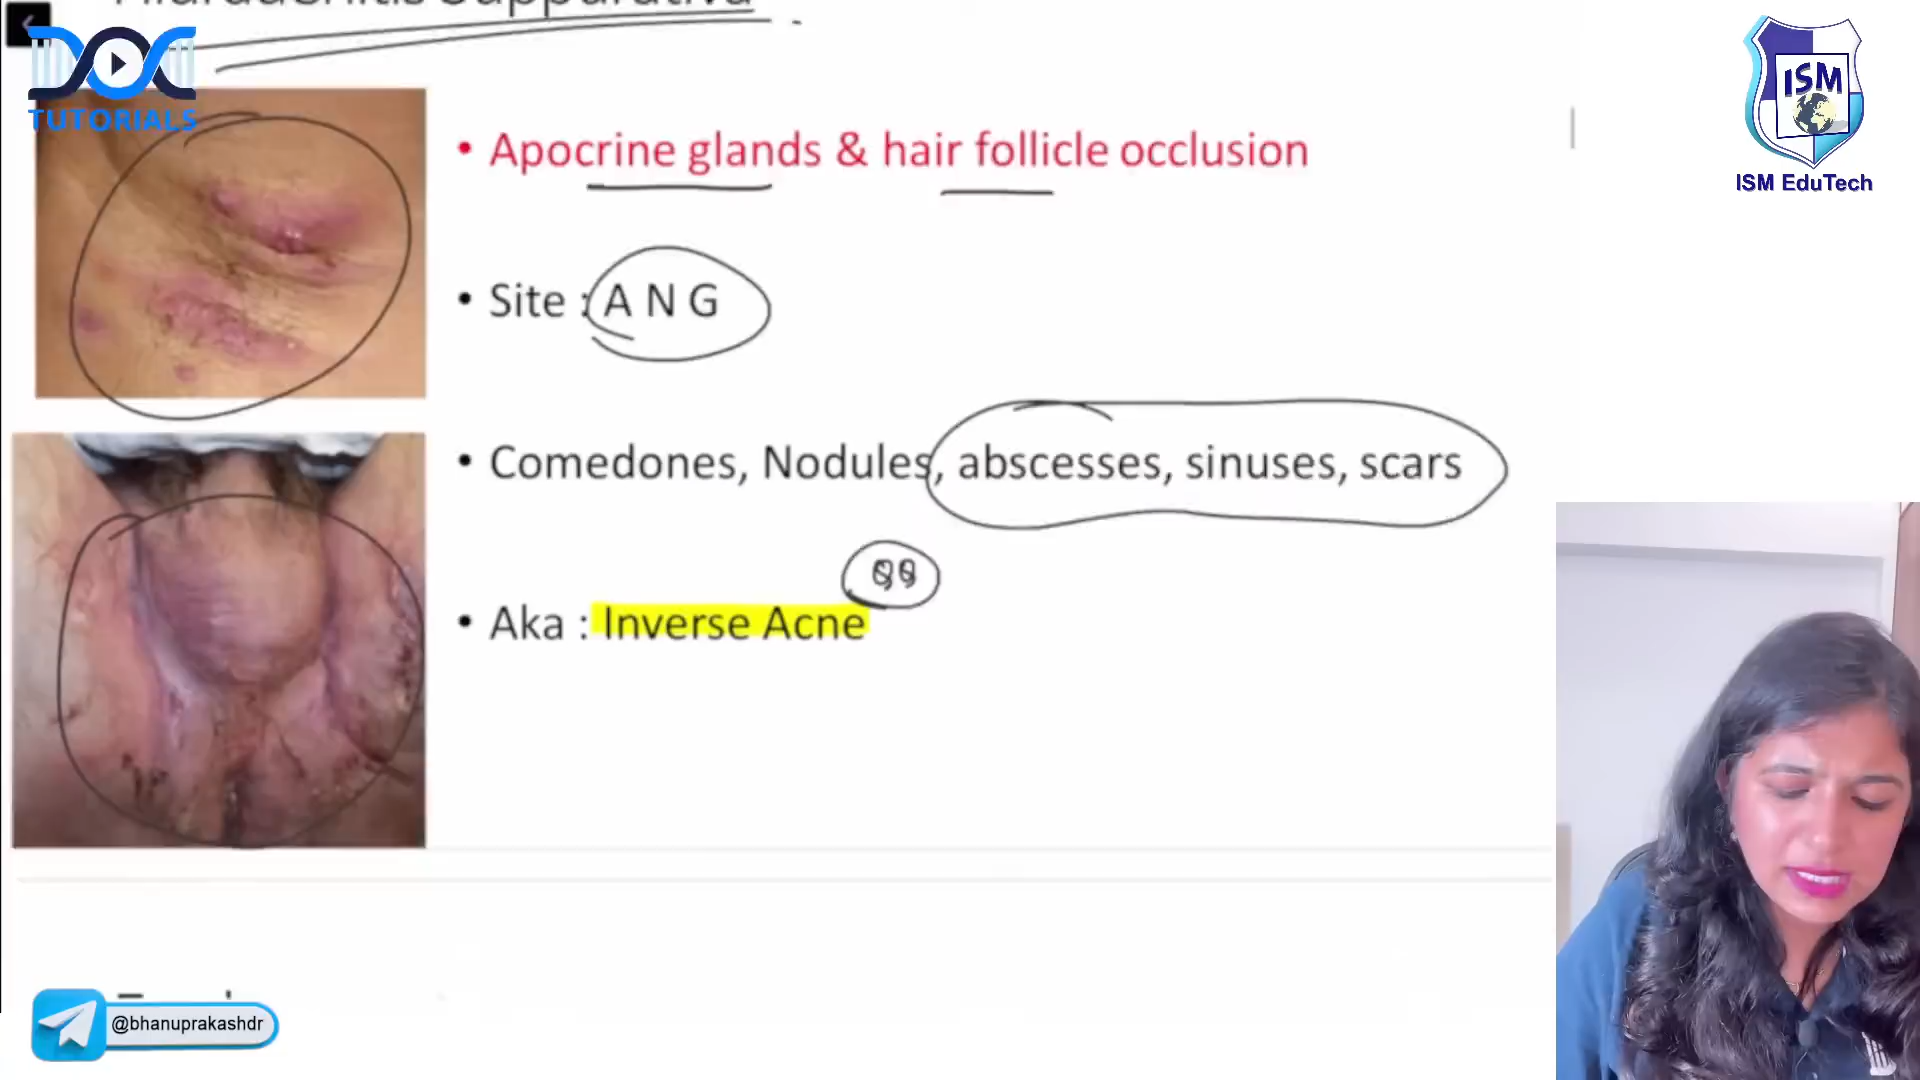 TUTORIALS
ISM
ISM EduTech
• Apocrine glands & hair follicle occlusion
• Site : A N G
• Comedones, Nodules, abscesses, sinuses, scars
• Aka : Inverse Acne
@bhanuprakashdr